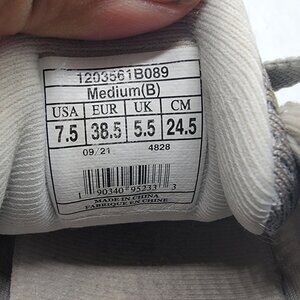 1203561B089
Medium(B)
USA EUR UK CM
7.5 38.5 5.5 24.5
09/21 4828
1 90340 95233 3
MADE IN CHINA
FABRIQUE EN CHINE